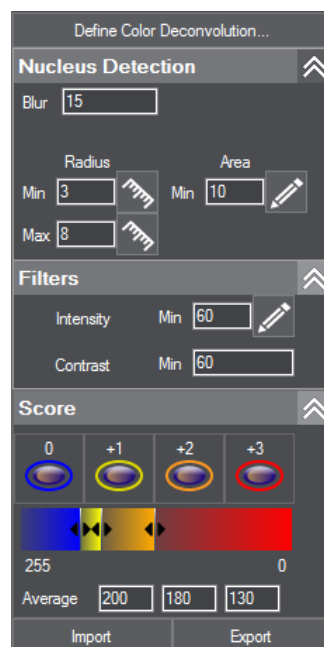 Define Color Deconvolution...
Nucleus Detection
Blur 15
Radius Area
Min 3 Min 10
Max 8
Filters
Intensity Min 60
Contrast Min 60
Score
0 +1 +2 +3
255 0
Average 200 180 130
Import Export